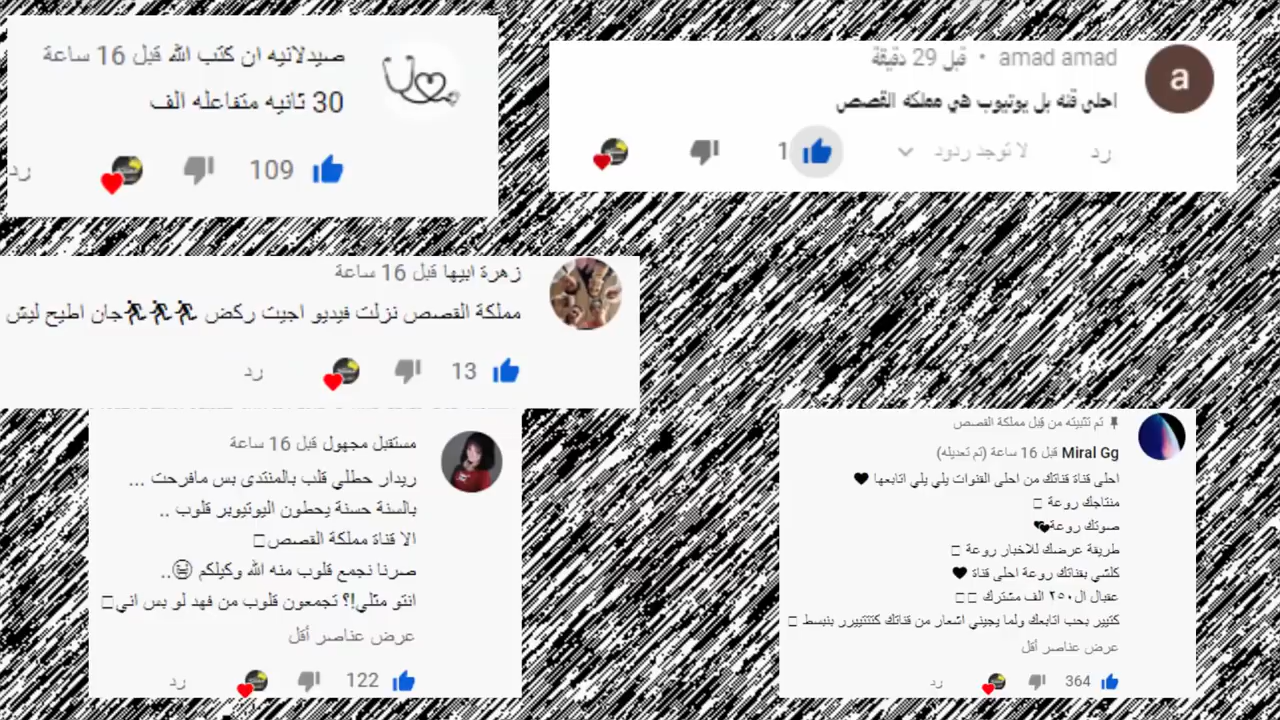 صيدلانيه ان كتب الله قبل 16 ساعة
30 ثانيه متفاعله الف
109
رد
amad amad • قبل 29 دقيقة
احلى قنه بل يوتيوب هي مملكه القصص
1
لا توجد ردود
رد
زهرة ابيها قبل 16 ساعة
مملكة القصص نزلت فيديو اجيت ركض 🏃🏃🏃جان اطيح ليش
13
رد
مستقبل مجهول قبل 16 ساعة
ريدار حطلي قلب بالمنتدى بس مافرحت ...
بالسنة حسنة يحطون اليوتيوبر قلوب ..
الا قناة مملكة القصص□
صرنا نجمع قلوب منه الله وكيلكم 😆..
انتو مثلي!؟ تجمعون قلوب من فهد لو بس اني□
عرض عناصر أقل
122
رد
تم تثبيته من قِبل مملكة القصص
Miral Gg قبل 16 ساعة (تم تعديله)
احلى قناة قناتك من احلى القنوات يلي يلي اتابعها ♥
منتاجك روعة □
صوتك روعة💕
طريقة عرضك للاخبار روعة □
كلشي بقناتك روعة احلى قناة ♥
عقبال ال٢٥٠ الف مشترك □□
كتيير بحب اتابعك ولما يجيني اشعار من قناتك كتتتييررر بنبسط □
عرض عناصر أقل
364
رد